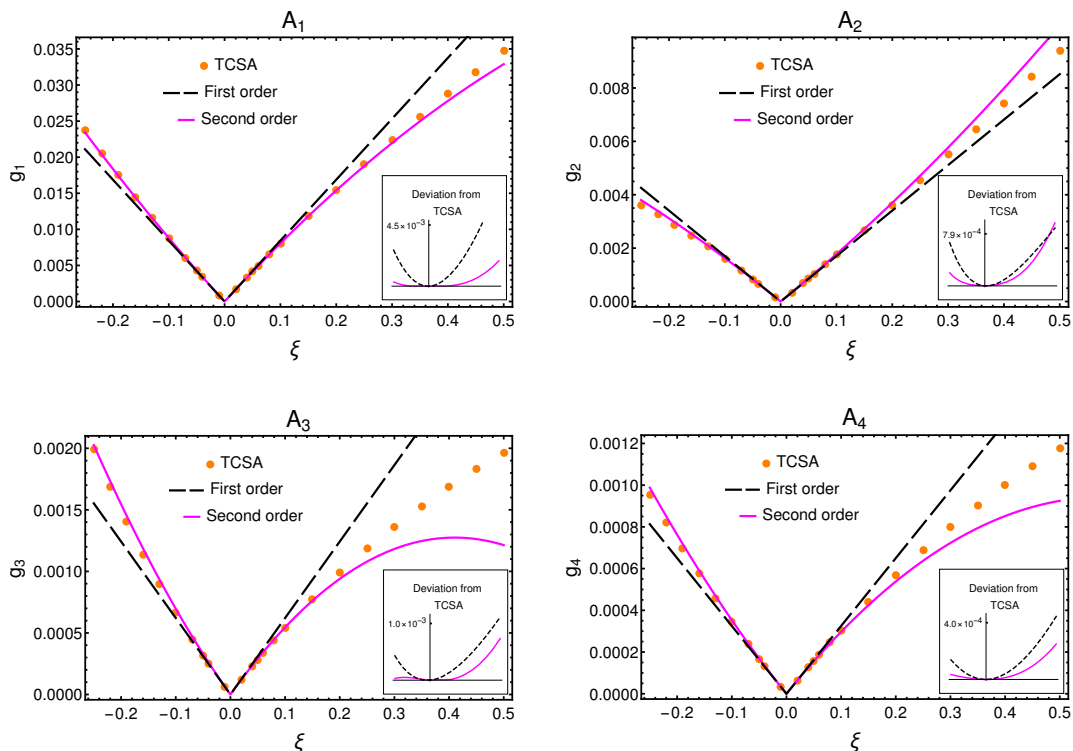 A1
g1
0.035
0.030
0.025
0.020
0.015
0.010
0.005
0.000
TCSA
First order
Second order
Deviation from
TCSA
4.5×10−3
−0.2 −0.1 0.0 0.1 0.2 0.3 0.4 0.5
ξ
A2
g2
0.008
0.006
0.004
0.002
0.000
TCSA
First order
Second order
Deviation from
TCSA
7.9×10−4
−0.2 −0.1 0.0 0.1 0.2 0.3 0.4 0.5
ξ
A3
g3
0.0020
0.0015
0.0010
0.0005
0.0000
TCSA
First order
Second order
Deviation from
TCSA
1.0×10−3
−0.2 −0.1 0.0 0.1 0.2 0.3 0.4 0.5
ξ
A4
g4
0.0012
0.0010
0.0008
0.0006
0.0004
0.0002
0.0000
TCSA
First order
Second order
Deviation from
TCSA
4.0×10−4
−0.2 −0.1 0.0 0.1 0.2 0.3 0.4 0.5
ξ